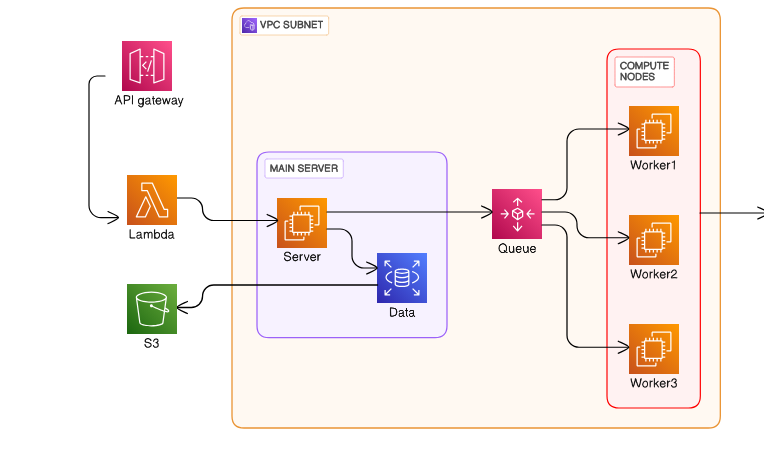 VPC SUBNET
API gateway
COMPUTE
NODES
Worker1
MAIN SERVER
Lambda
Server
Queue
Worker2
Data
S3
Worker3